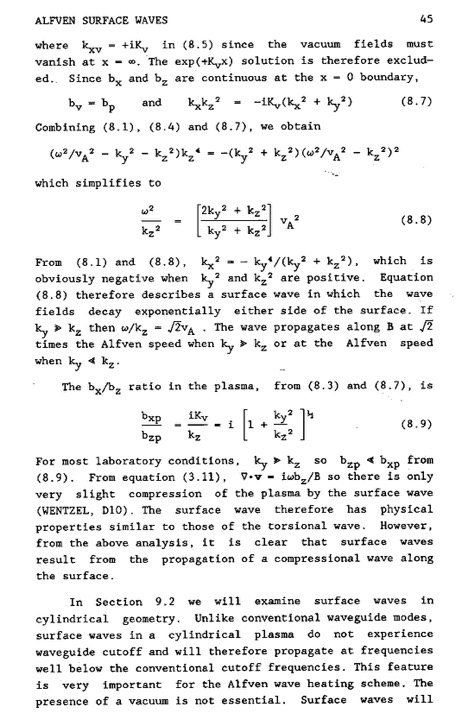 ALFVEN SURFACE WAVES 45
where k_xv = +iK_v in (8.5) since the vacuum fields must
vanish at x = ∞. The exp(+K_v x) solution is therefore exclud-
ed. Since b_x and b_z are continuous at the x = 0 boundary,
b_v = b_p and k_x k_z² = -iK_v(k_x² + k_y²) (8.7)
Combining (8.1), (8.4) and (8.7), we obtain
(ω²/v_A² - k_y² - k_z²)k_z⁴ = -(k_y² + k_z²)(ω²/v_A² - k_z²)²
which simplifies to
ω²/k_z² = [2k_y² + k_z² / k_y² + k_z²] v_A² (8.8)
From (8.1) and (8.8), k_x² = - k_y⁴/(k_y² + k_z²), which is
obviously negative when k_y² and k_z² are positive. Equation
(8.8) therefore describes a surface wave in which the wave
fields decay exponentially either side of the surface. If
k_y ≫ k_z then ω/k_z = √2v_A . The wave propagates along B at √2
times the Alfven speed when k_y ≫ k_z or at the Alfven speed
when k_y ≪ k_z.
The b_x/b_z ratio in the plasma, from (8.3) and (8.7), is
b_xp/b_zp = iK_v/k_z = i [1 + k_y²/k_z²]^½ (8.9)
For most laboratory conditions, k_y ≫ k_z so b_zp ≪ b_xp from
(8.9). From equation (3.11), ∇·v = iωb_z/B so there is only
very slight compression of the plasma by the surface wave
(WENTZEL, D10). The surface wave therefore has physical
properties similar to those of the torsional wave. However,
from the above analysis, it is clear that surface waves
result from the propagation of a compressional wave along
the surface.
In Section 9.2 we will examine surface waves in
cylindrical geometry. Unlike conventional waveguide modes,
surface waves in a cylindrical plasma do not experience
waveguide cutoff and will therefore propagate at frequencies
well below the conventional cutoff frequencies. This feature
is very important for the Alfven wave heating scheme. The
presence of a vacuum is not essential. Surface waves will